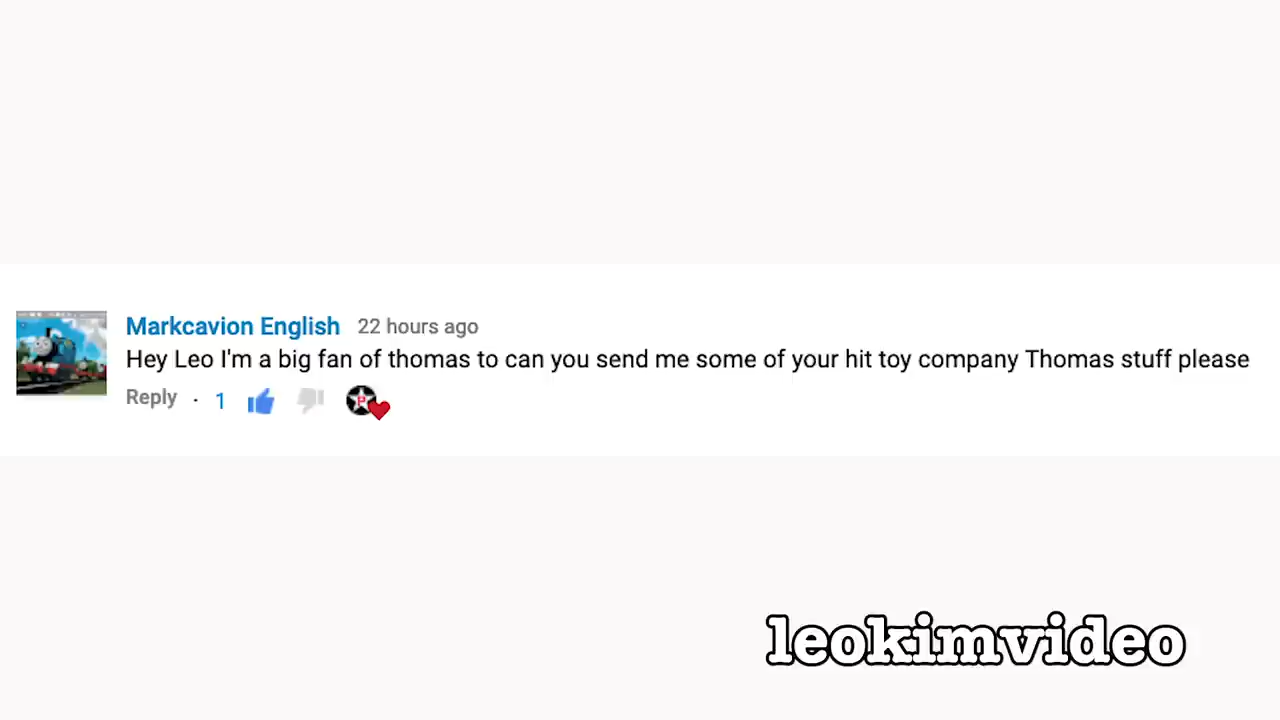 Markcavion English 22 hours ago
Hey Leo I'm a big fan of thomas to can you send me some of your hit toy company Thomas stuff please
Reply · 1
P
leokimvideo